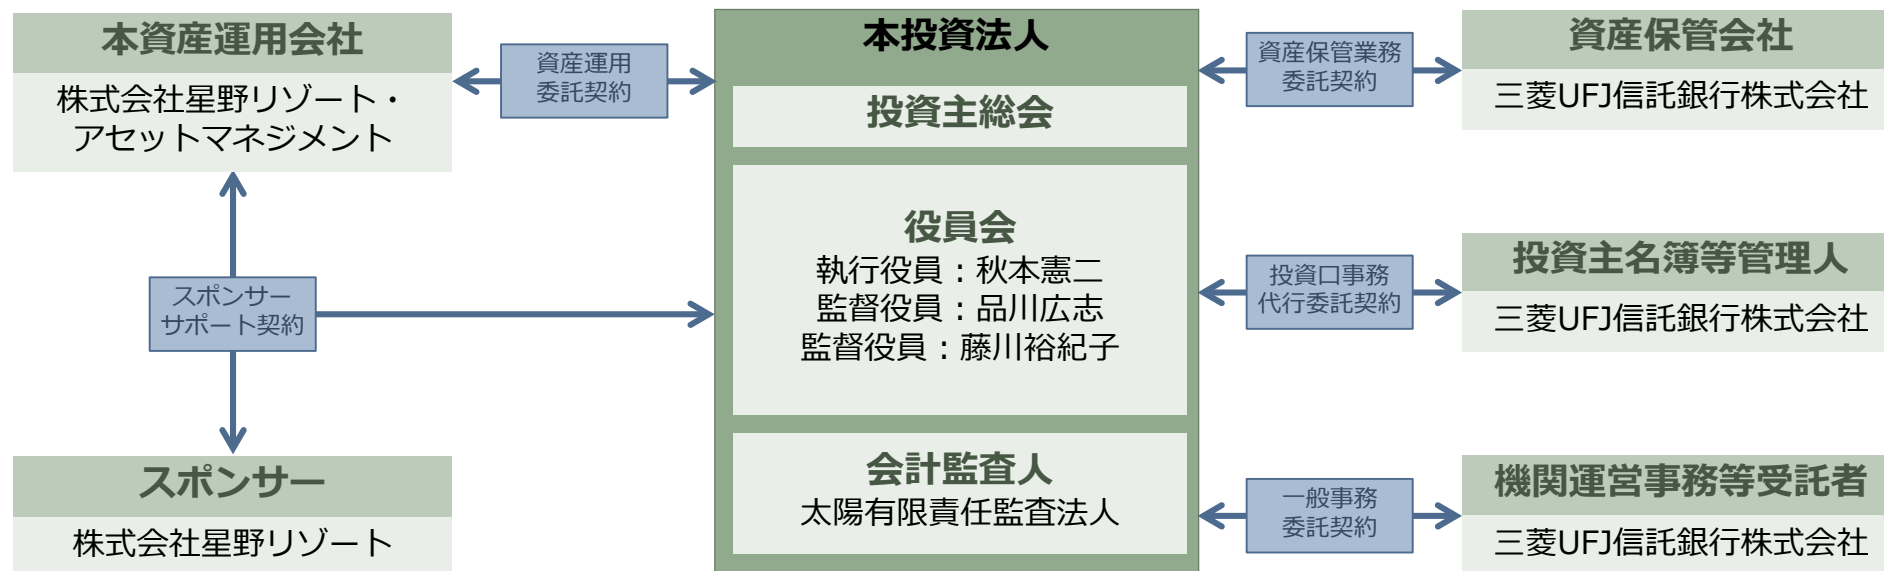 本資産運用会社
株式会社星野リゾート・
アセットマネジメント
資産運用
委託契約
スポンサー
サポート契約
スポンサー
株式会社星野リゾート
本投資法人
投資主総会
役員会
執行役員：秋本憲二
監督役員：品川広志
監督役員：藤川裕紀子
会計監査人
太陽有限責任監査法人
資産保管業務
委託契約
資産保管会社
三菱UFJ信託銀行株式会社
投資口事務
代行委託契約
投資主名簿等管理人
三菱UFJ信託銀行株式会社
一般事務
委託契約
機関運営事務等受託者
三菱UFJ信託銀行株式会社